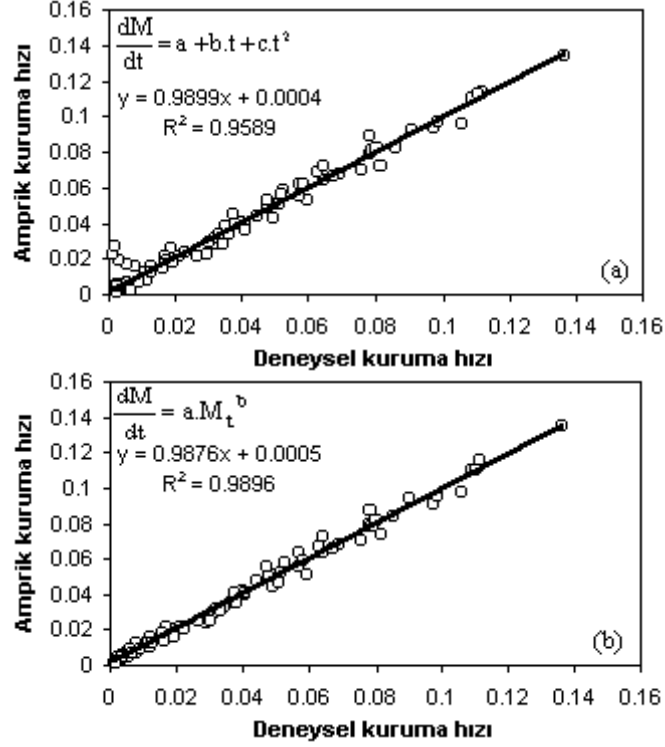 0.16
dM/dt = a + b.t + c.t²
0.14
y = 0.9899x + 0.0004
0.12
R² = 0.9589
0.1
0.08
0.06
0.04
0.02
0
(a)
Amprik kuruma hızı
0 0.02 0.04 0.06 0.08 0.1 0.12 0.14 0.16
Deneysel kuruma hızı
0.16
dM/dt = a.Mₜᵇ
0.14
y = 0.9876x + 0.0005
0.12
R² = 0.9896
0.1
0.08
0.06
0.04
0.02
0
(b)
Amprik kuruma hızı
0 0.02 0.04 0.06 0.08 0.1 0.12 0.14 0.16
Deneysel kuruma hızı